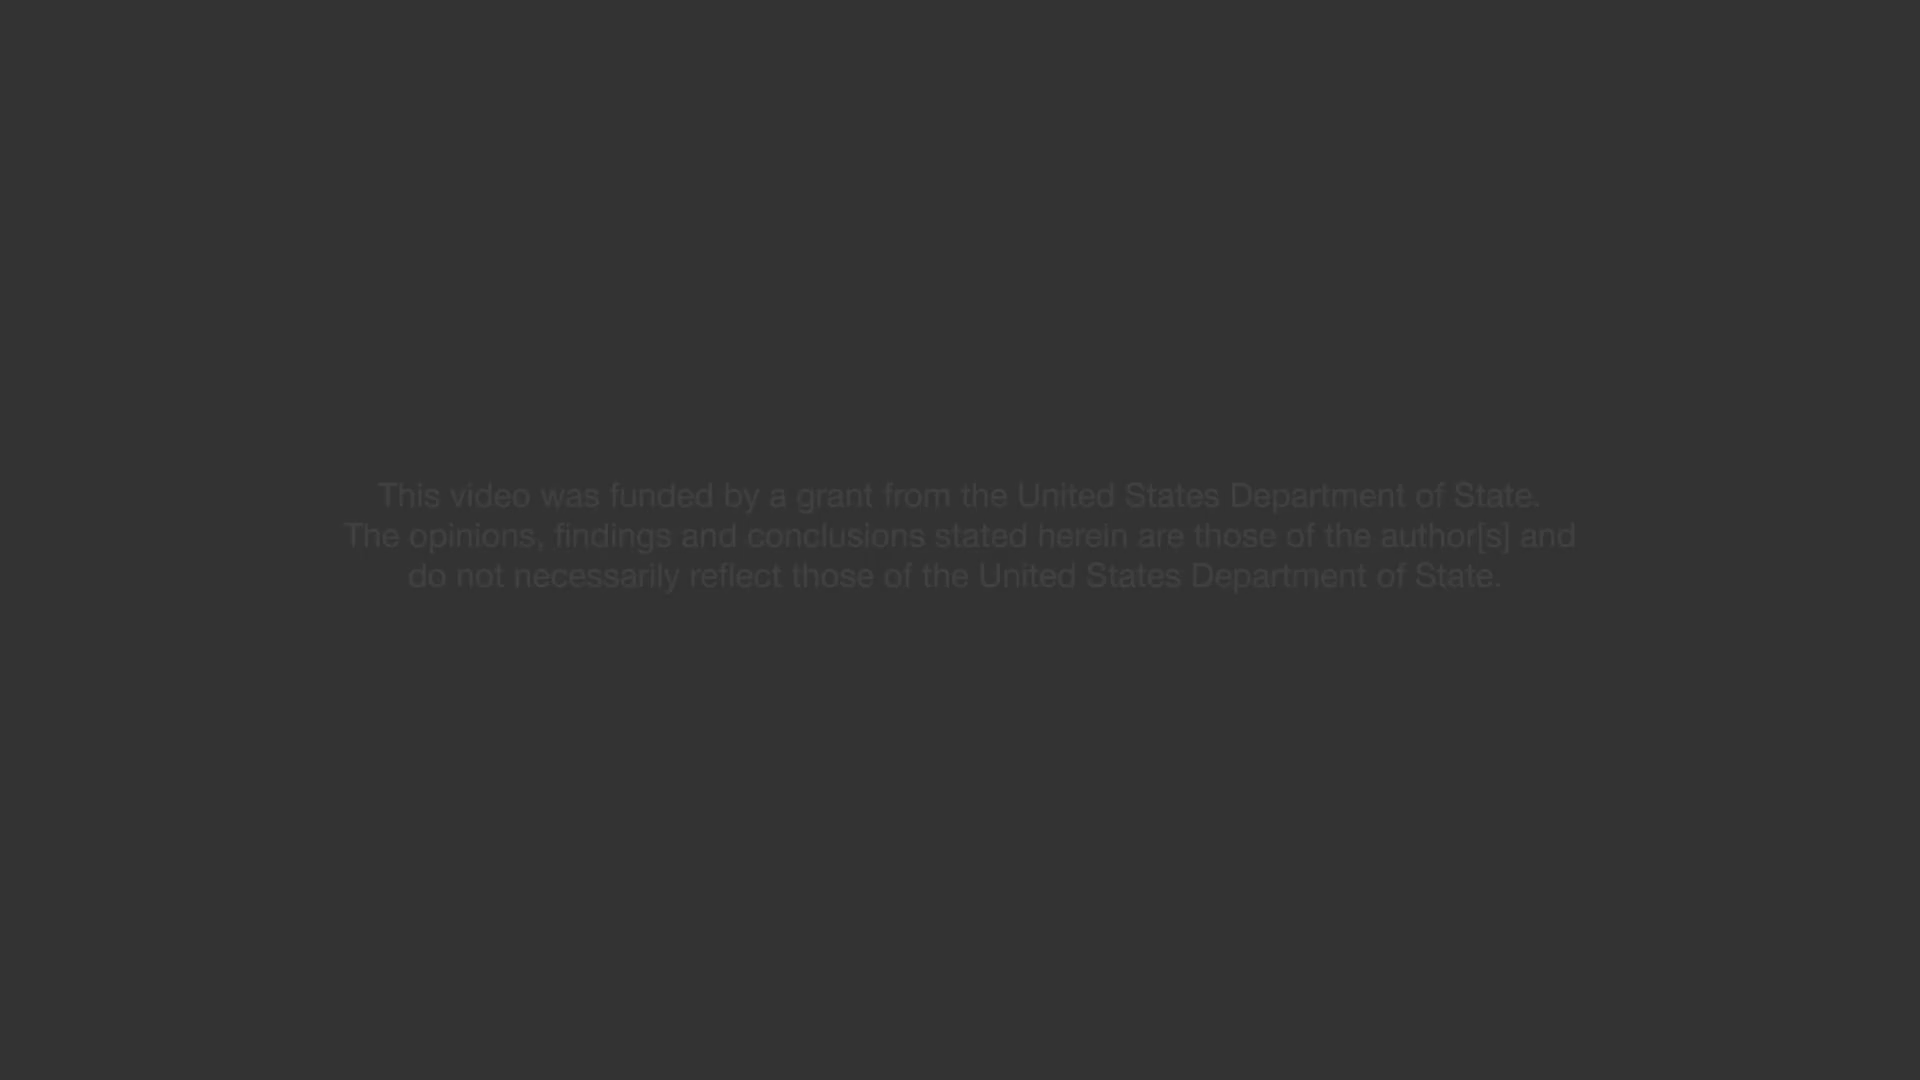 This video was funded by a grant from the United States Department of State.
The opinions, findings and conclusions stated herein are those of the author[s] and
do not necessarily reflect those of the United States Department of State.